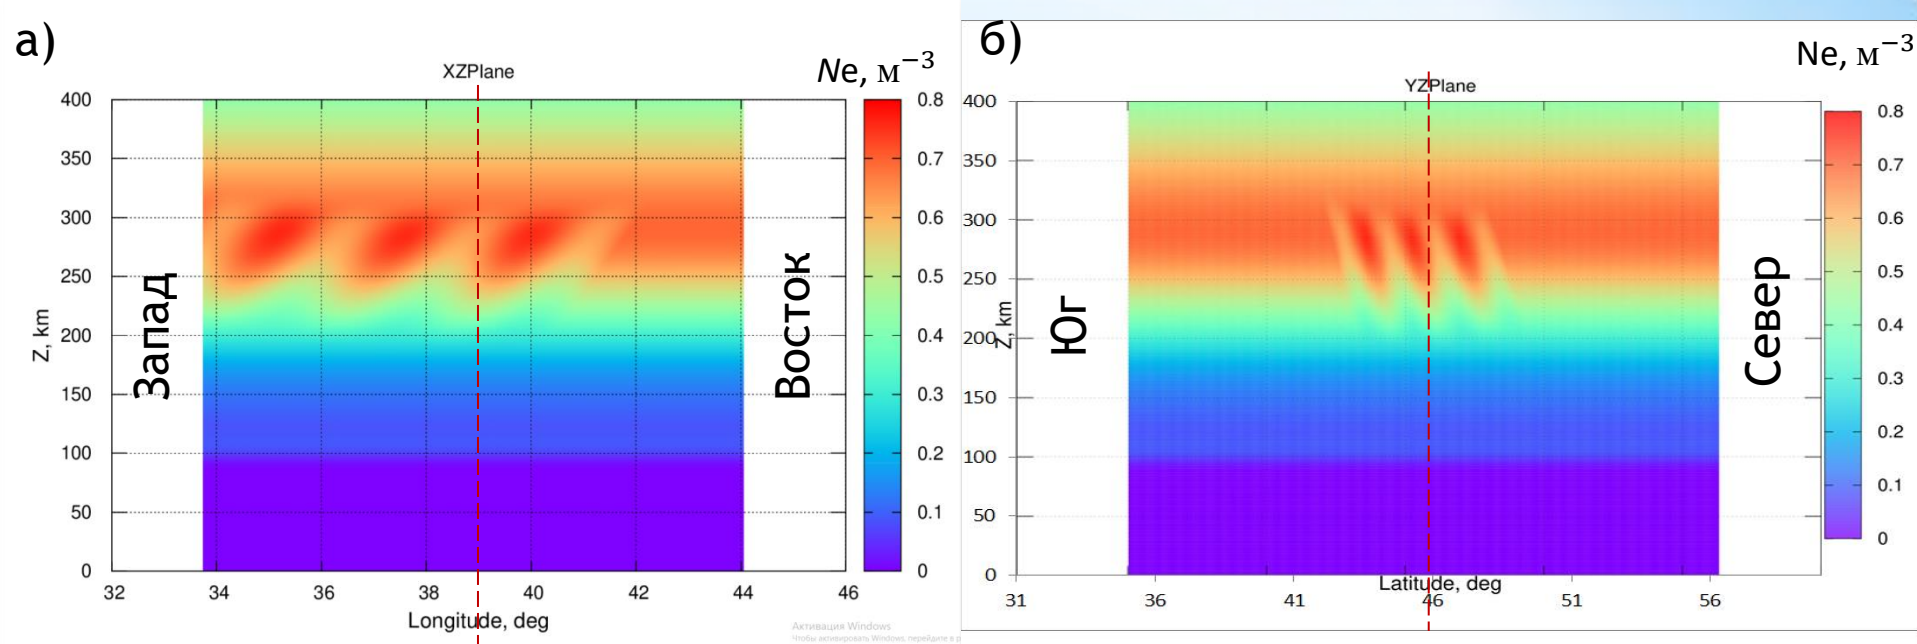 а)
Ne, м⁻³
XZPlane
400
350
300
250
200
150
100
50
0
Z, km
Запад
Восток
0.8
0.7
0.6
0.5
0.4
0.3
0.2
0.1
0
32 34 36 38 40 42 44 46
Longitude, deg
Активация Windows
Чтобы активировать Windows, перейдите в р
б)
Ne, м⁻³
YZPlane
400
350
300
250
200
150
100
50
0
Z, km
Юг
Север
0.8
0.7
0.6
0.5
0.4
0.3
0.2
0.1
0
Latitude, deg
31 36 41 46 51 56